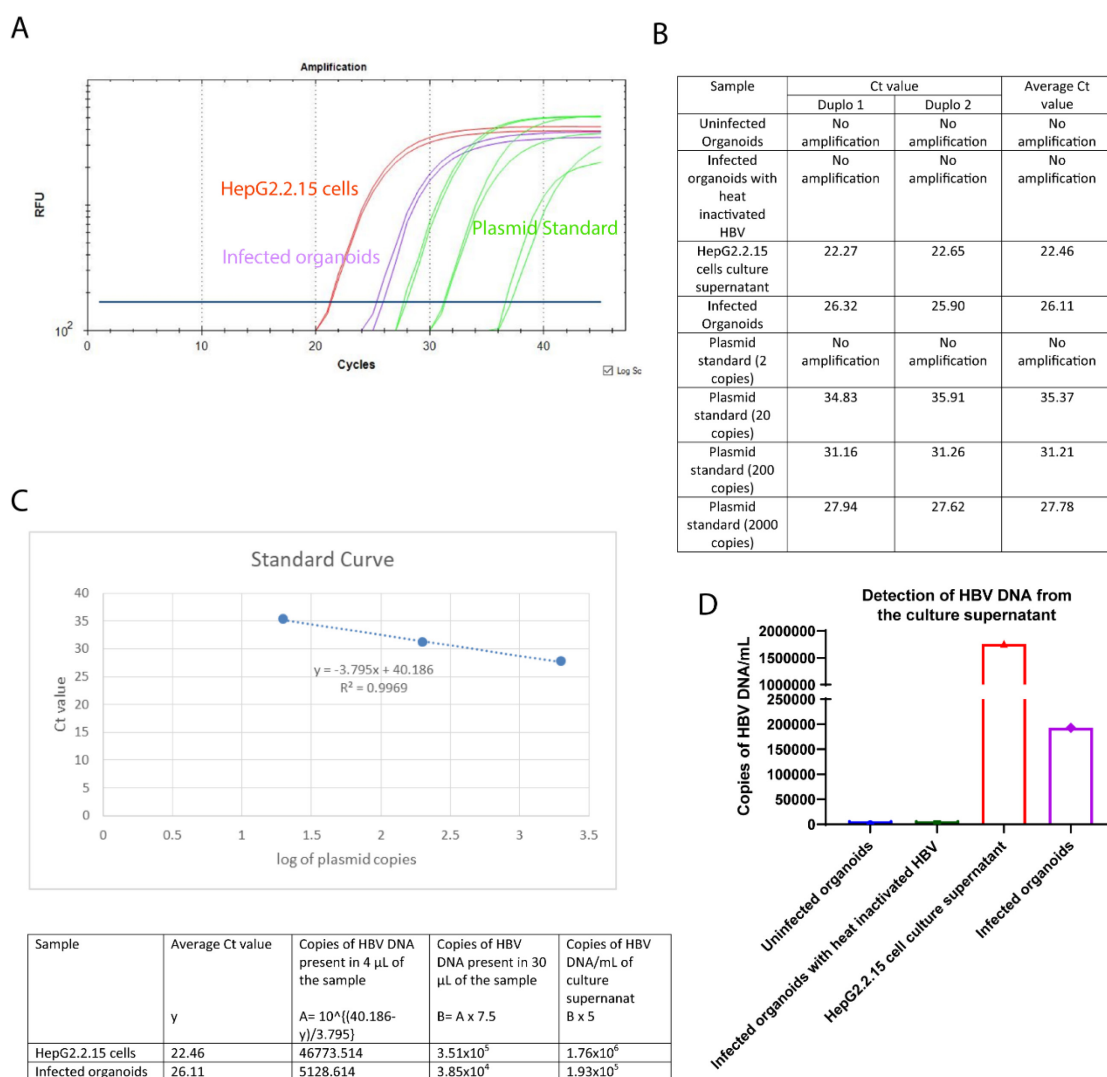 A
Amplification
HepG2.2.15 cells
Plasmid Standard
Infected organoids
RFU
10^2
0 10 20 30 40
Cycles
Log Sc
B
Sample Ct value Average Ct value
Duplo 1 Duplo 2
Uninfected Organoids No amplification No amplification No amplification
Infected organoids with heat inactivated HBV No amplification No amplification No amplification
HepG2.2.15 cells culture supernatant 22.27 22.65 22.46
Infected Organoids 26.32 25.90 26.11
Plasmid standard (2 copies) No amplification No amplification No amplification
Plasmid standard (20 copies) 34.83 35.91 35.37
Plasmid standard (200 copies) 31.16 31.26 31.21
Plasmid standard (2000 copies) 27.94 27.62 27.78
C
Standard Curve
Ct value
40
35
30
25
20
15
10
5
0
y = -3.795x + 40.186
R² = 0.9969
0 0.5 1 1.5 2 2.5 3 3.5
log of plasmid copies
Sample Average Ct value Copies of HBV DNA present in 4 µL of the sample Copies of HBV DNA present in 30 µL of the sample Copies of HBV DNA/mL of culture supernanat
y A= 10^{(40.186-y)/3.795} B= A x 7.5 B x 5
HepG2.2.15 cells 22.46 46773.514 3.51x10^5 1.76x10^6
Infected organoids 26.11 5128.614 3.85x10^4 1.93x10^5
D
Detection of HBV DNA from
the culture supernatant
Copies of HBV DNA/mL
2000000
1500000
1000000
250000
200000
150000
100000
50000
0
Uninfected organoids
Infected organoids with heat inactivated HBV
HepG2.2.15 cell culture supernatant
Infected organoids